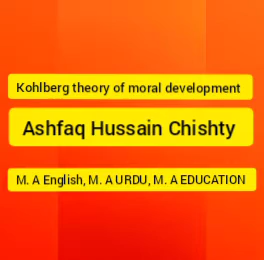 Kohlberg theory of moral development
Ashfaq Hussain Chishty
M. A English, M. A URDU, M. A EDUCATION